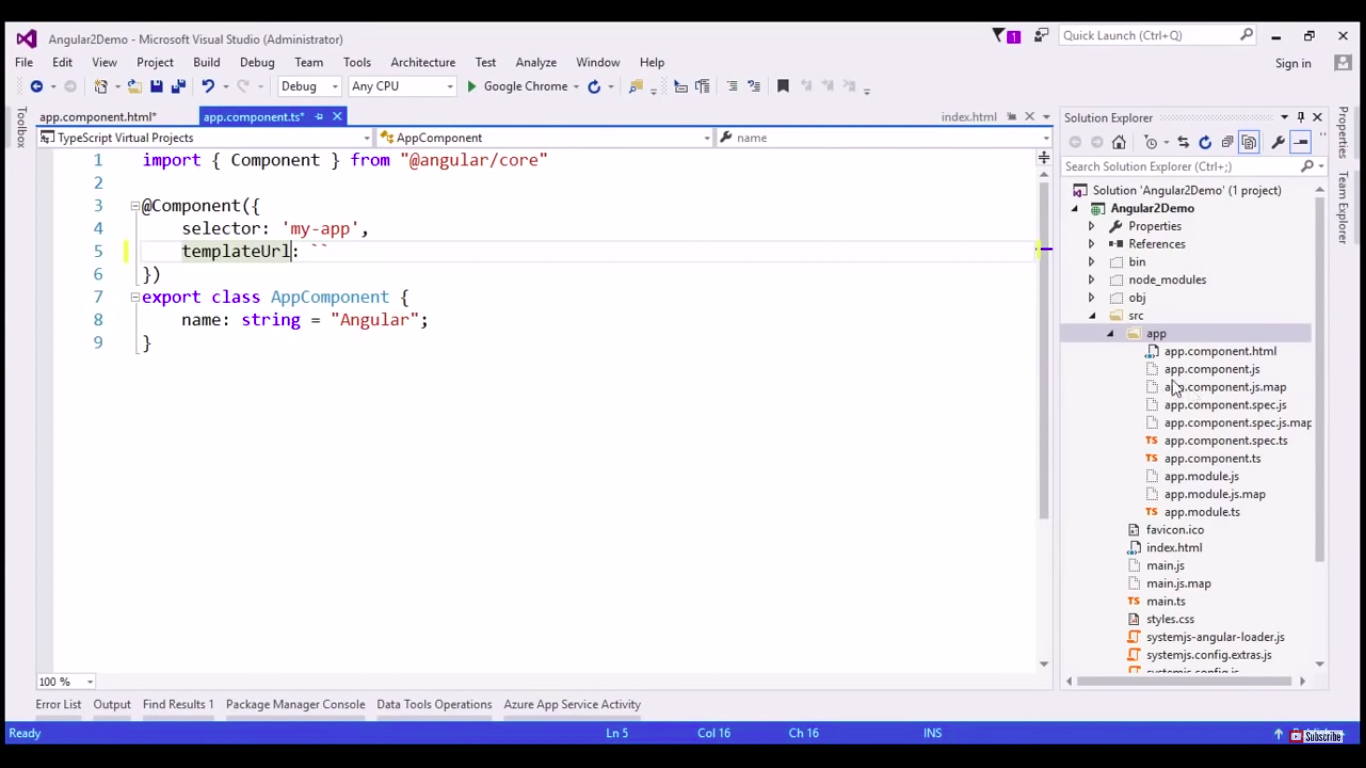 Angular2Demo - Microsoft Visual Studio (Administrator)
1
Quick Launch (Ctrl+Q)
File Edit View Project Build Debug Team Tools Architecture Test Analyze Window Help
Sign in
Debug Any CPU Google Chrome
Toolbox
app.component.html* app.component.ts* index.html
TypeScript Virtual Projects AppComponent name
1 import { Component } from "@angular/core"
2
3 @Component({
4 selector: 'my-app',
5 templateUrl: ``
6 })
7 export class AppComponent {
8 name: string = "Angular";
9 }
100 %
Solution Explorer
Search Solution Explorer (Ctrl+;)
Solution 'Angular2Demo' (1 project)
Angular2Demo
Properties
References
bin
node_modules
obj
src
app
app.component.html
app.component.js
app.component.js.map
app.component.spec.js
app.component.spec.js.map
app.component.spec.ts
TS app.component.ts
app.module.js
app.module.js.map
TS app.module.ts
favicon.ico
index.html
main.js
main.js.map
TS main.ts
styles.css
systemjs-angular-loader.js
systemjs.config.extras.js
systemjs.config.js
Properties
Team Explorer
Error List Output Find Results 1 Package Manager Console Data Tools Operations Azure App Service Activity
Ready Ln 5 Col 16 Ch 16 INS
Subscribe